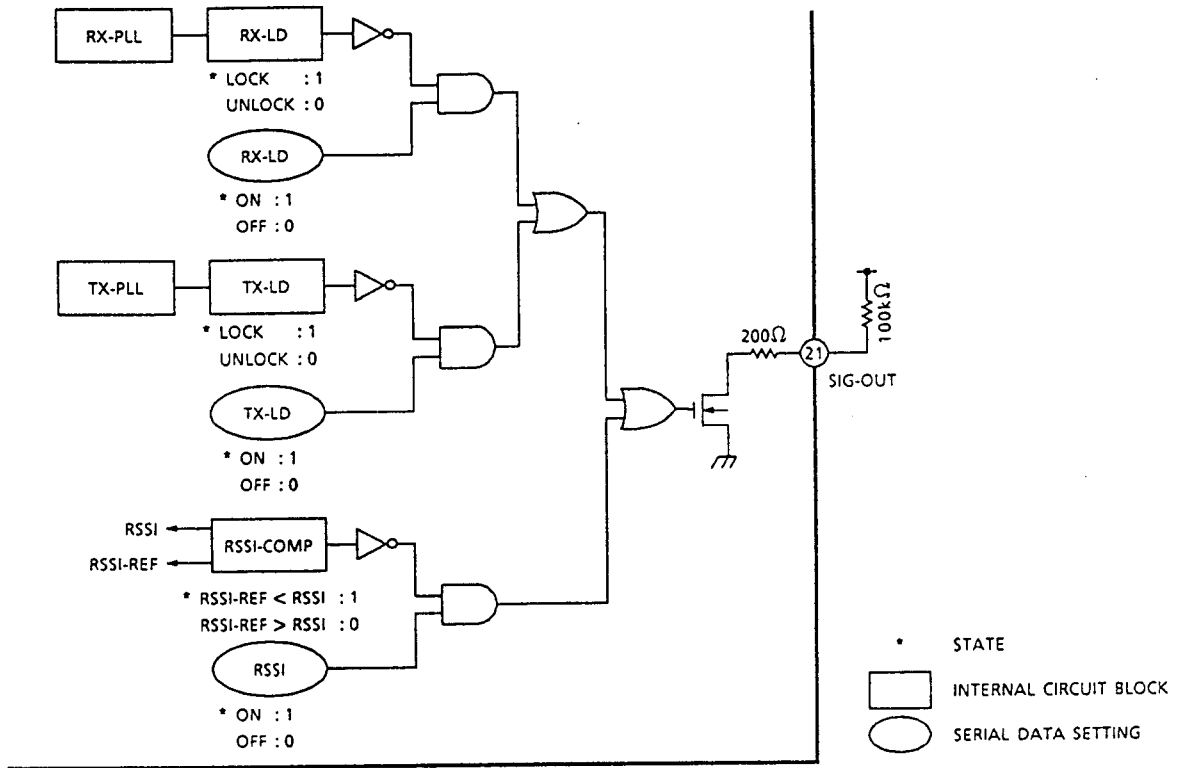 RX-PLL
RX-LD
* LOCK : 1
UNLOCK : 0
RX-LD
* ON : 1
OFF : 0
TX-PLL
TX-LD
* LOCK : 1
UNLOCK : 0
TX-LD
* ON : 1
OFF : 0
RSSI
RSSI-REF
RSSI-COMP
* RSSI-REF < RSSI : 1
RSSI-REF > RSSI : 0
RSSI
* ON : 1
OFF : 0
200Ω
21
100kΩ
SIG-OUT
* STATE
INTERNAL CIRCUIT BLOCK
SERIAL DATA SETTING